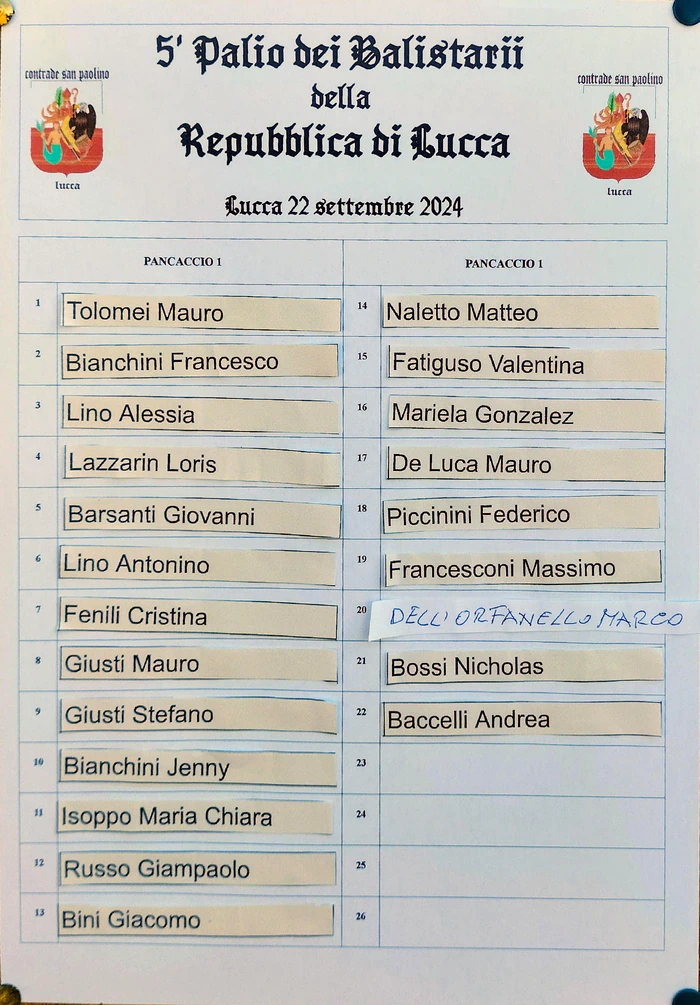 5' Palio dei Balistarii
della
Repubblica di Lucca
Lucca 22 settembre 2024
contrade san paolino
lucca
contrade san paolino
lucca
PANCACCIO 1
1 Tolomei Mauro
2 Bianchini Francesco
3 Lino Alessia
4 Lazzarin Loris
5 Barsanti Giovanni
6 Lino Antonino
7 Fenili Cristina
8 Giusti Mauro
9 Giusti Stefano
10 Bianchini Jenny
11 Isoppo Maria Chiara
12 Russo Giampaolo
13 Bini Giacomo
PANCACCIO 1
14 Naletto Matteo
15 Fatiguso Valentina
16 Mariela Gonzalez
17 De Luca Mauro
18 Piccinini Federico
19 Francesconi Massimo
20 DELL'ORFANELLO MARCO
21 Bossi Nicholas
22 Baccelli Andrea
23
24
25
26